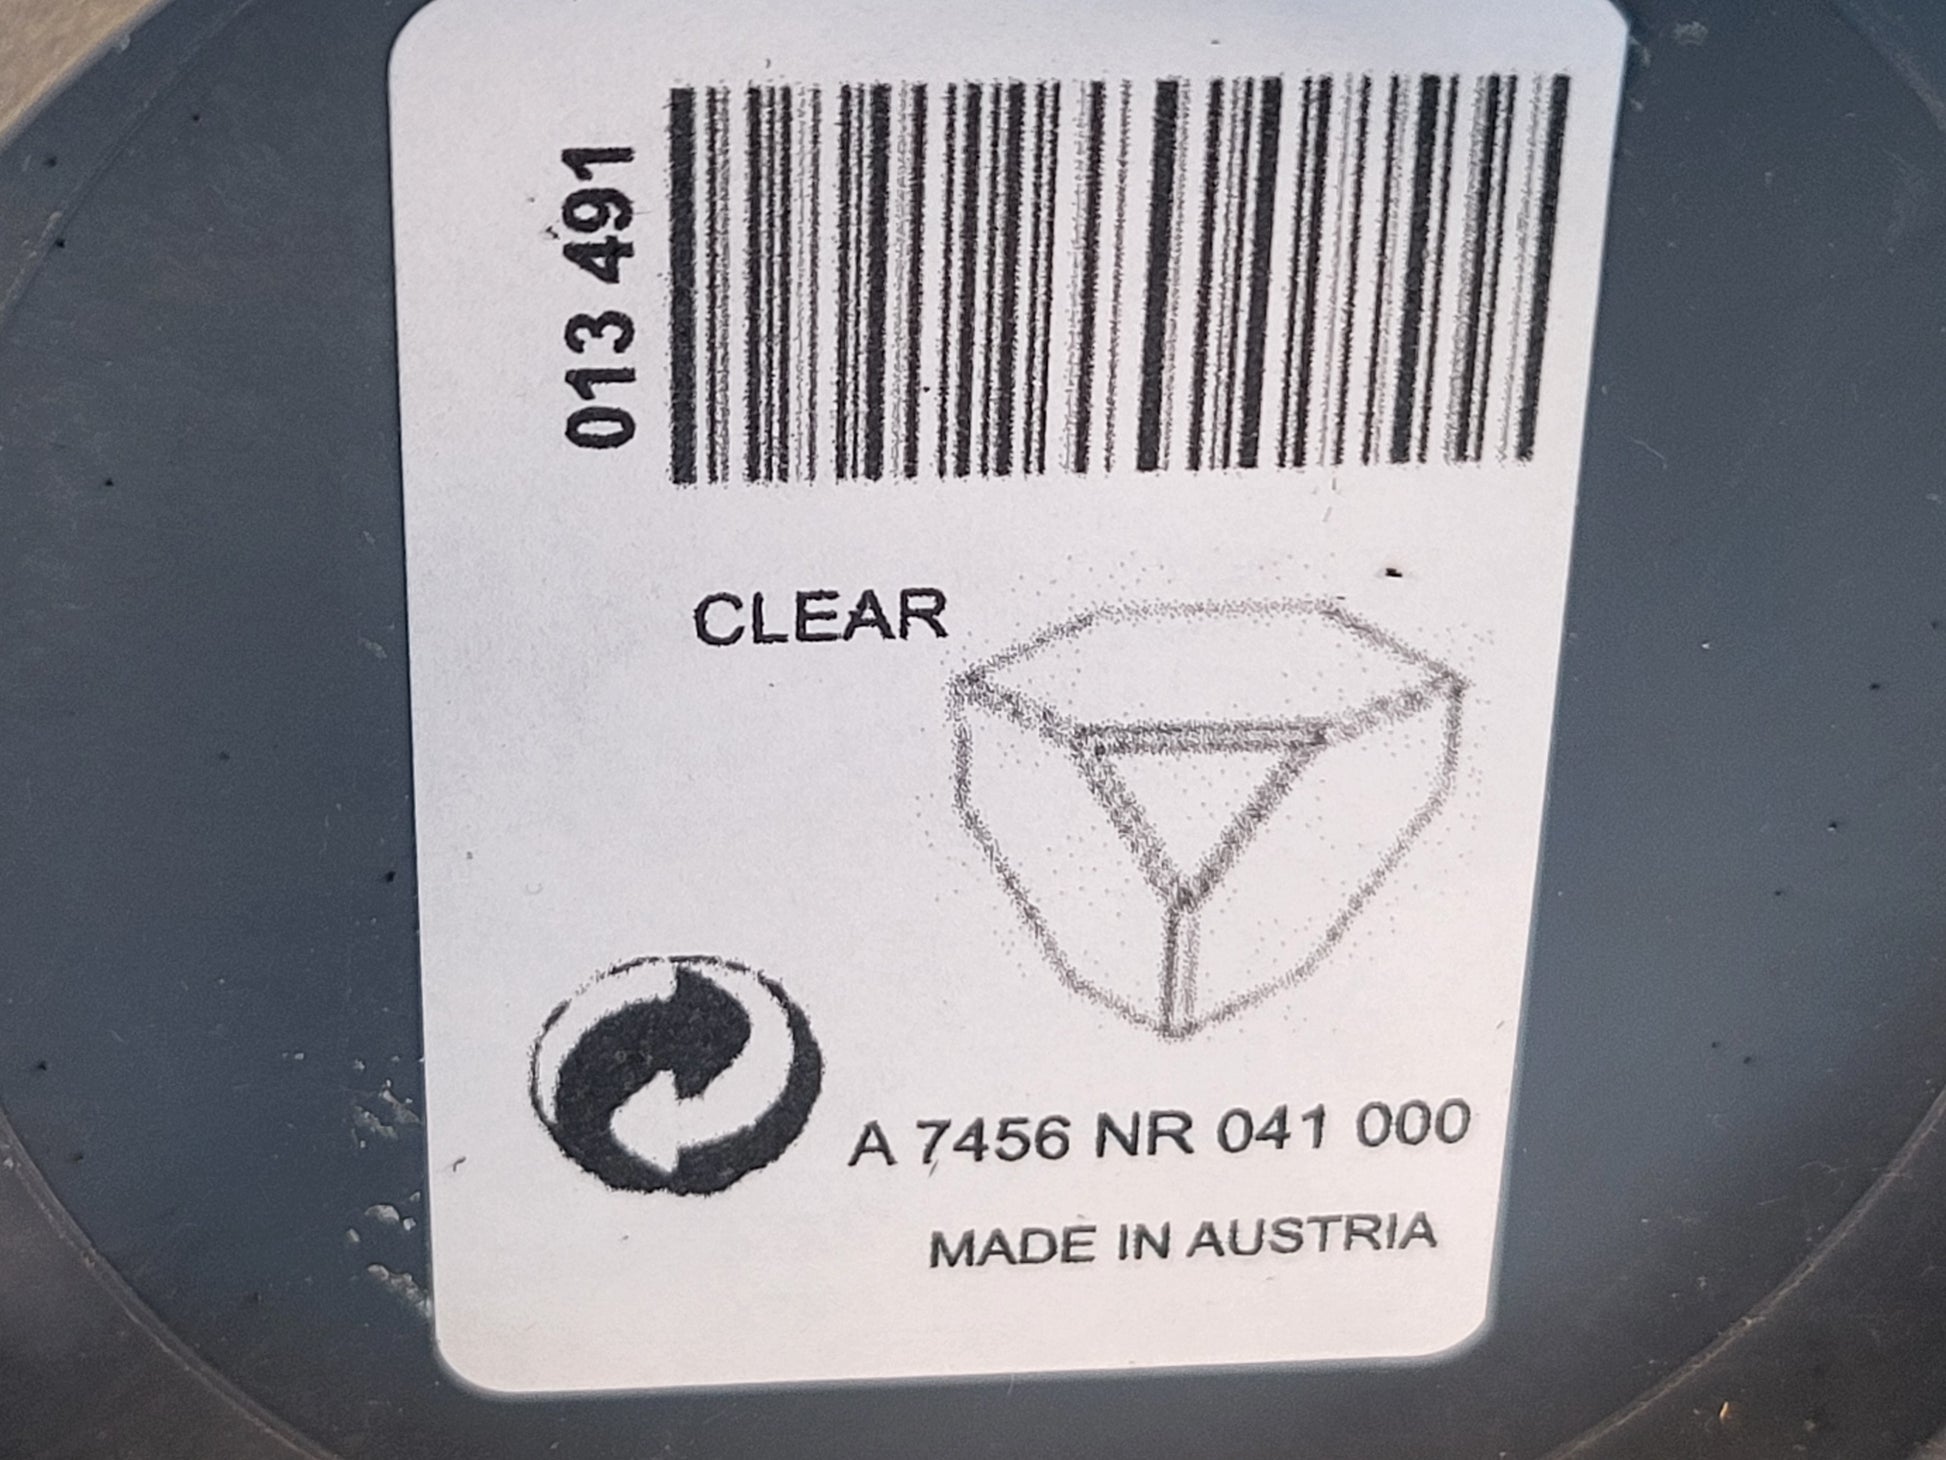 013 491
CLEAR
A 7456 NR 041 000
MADE IN AUSTRIA